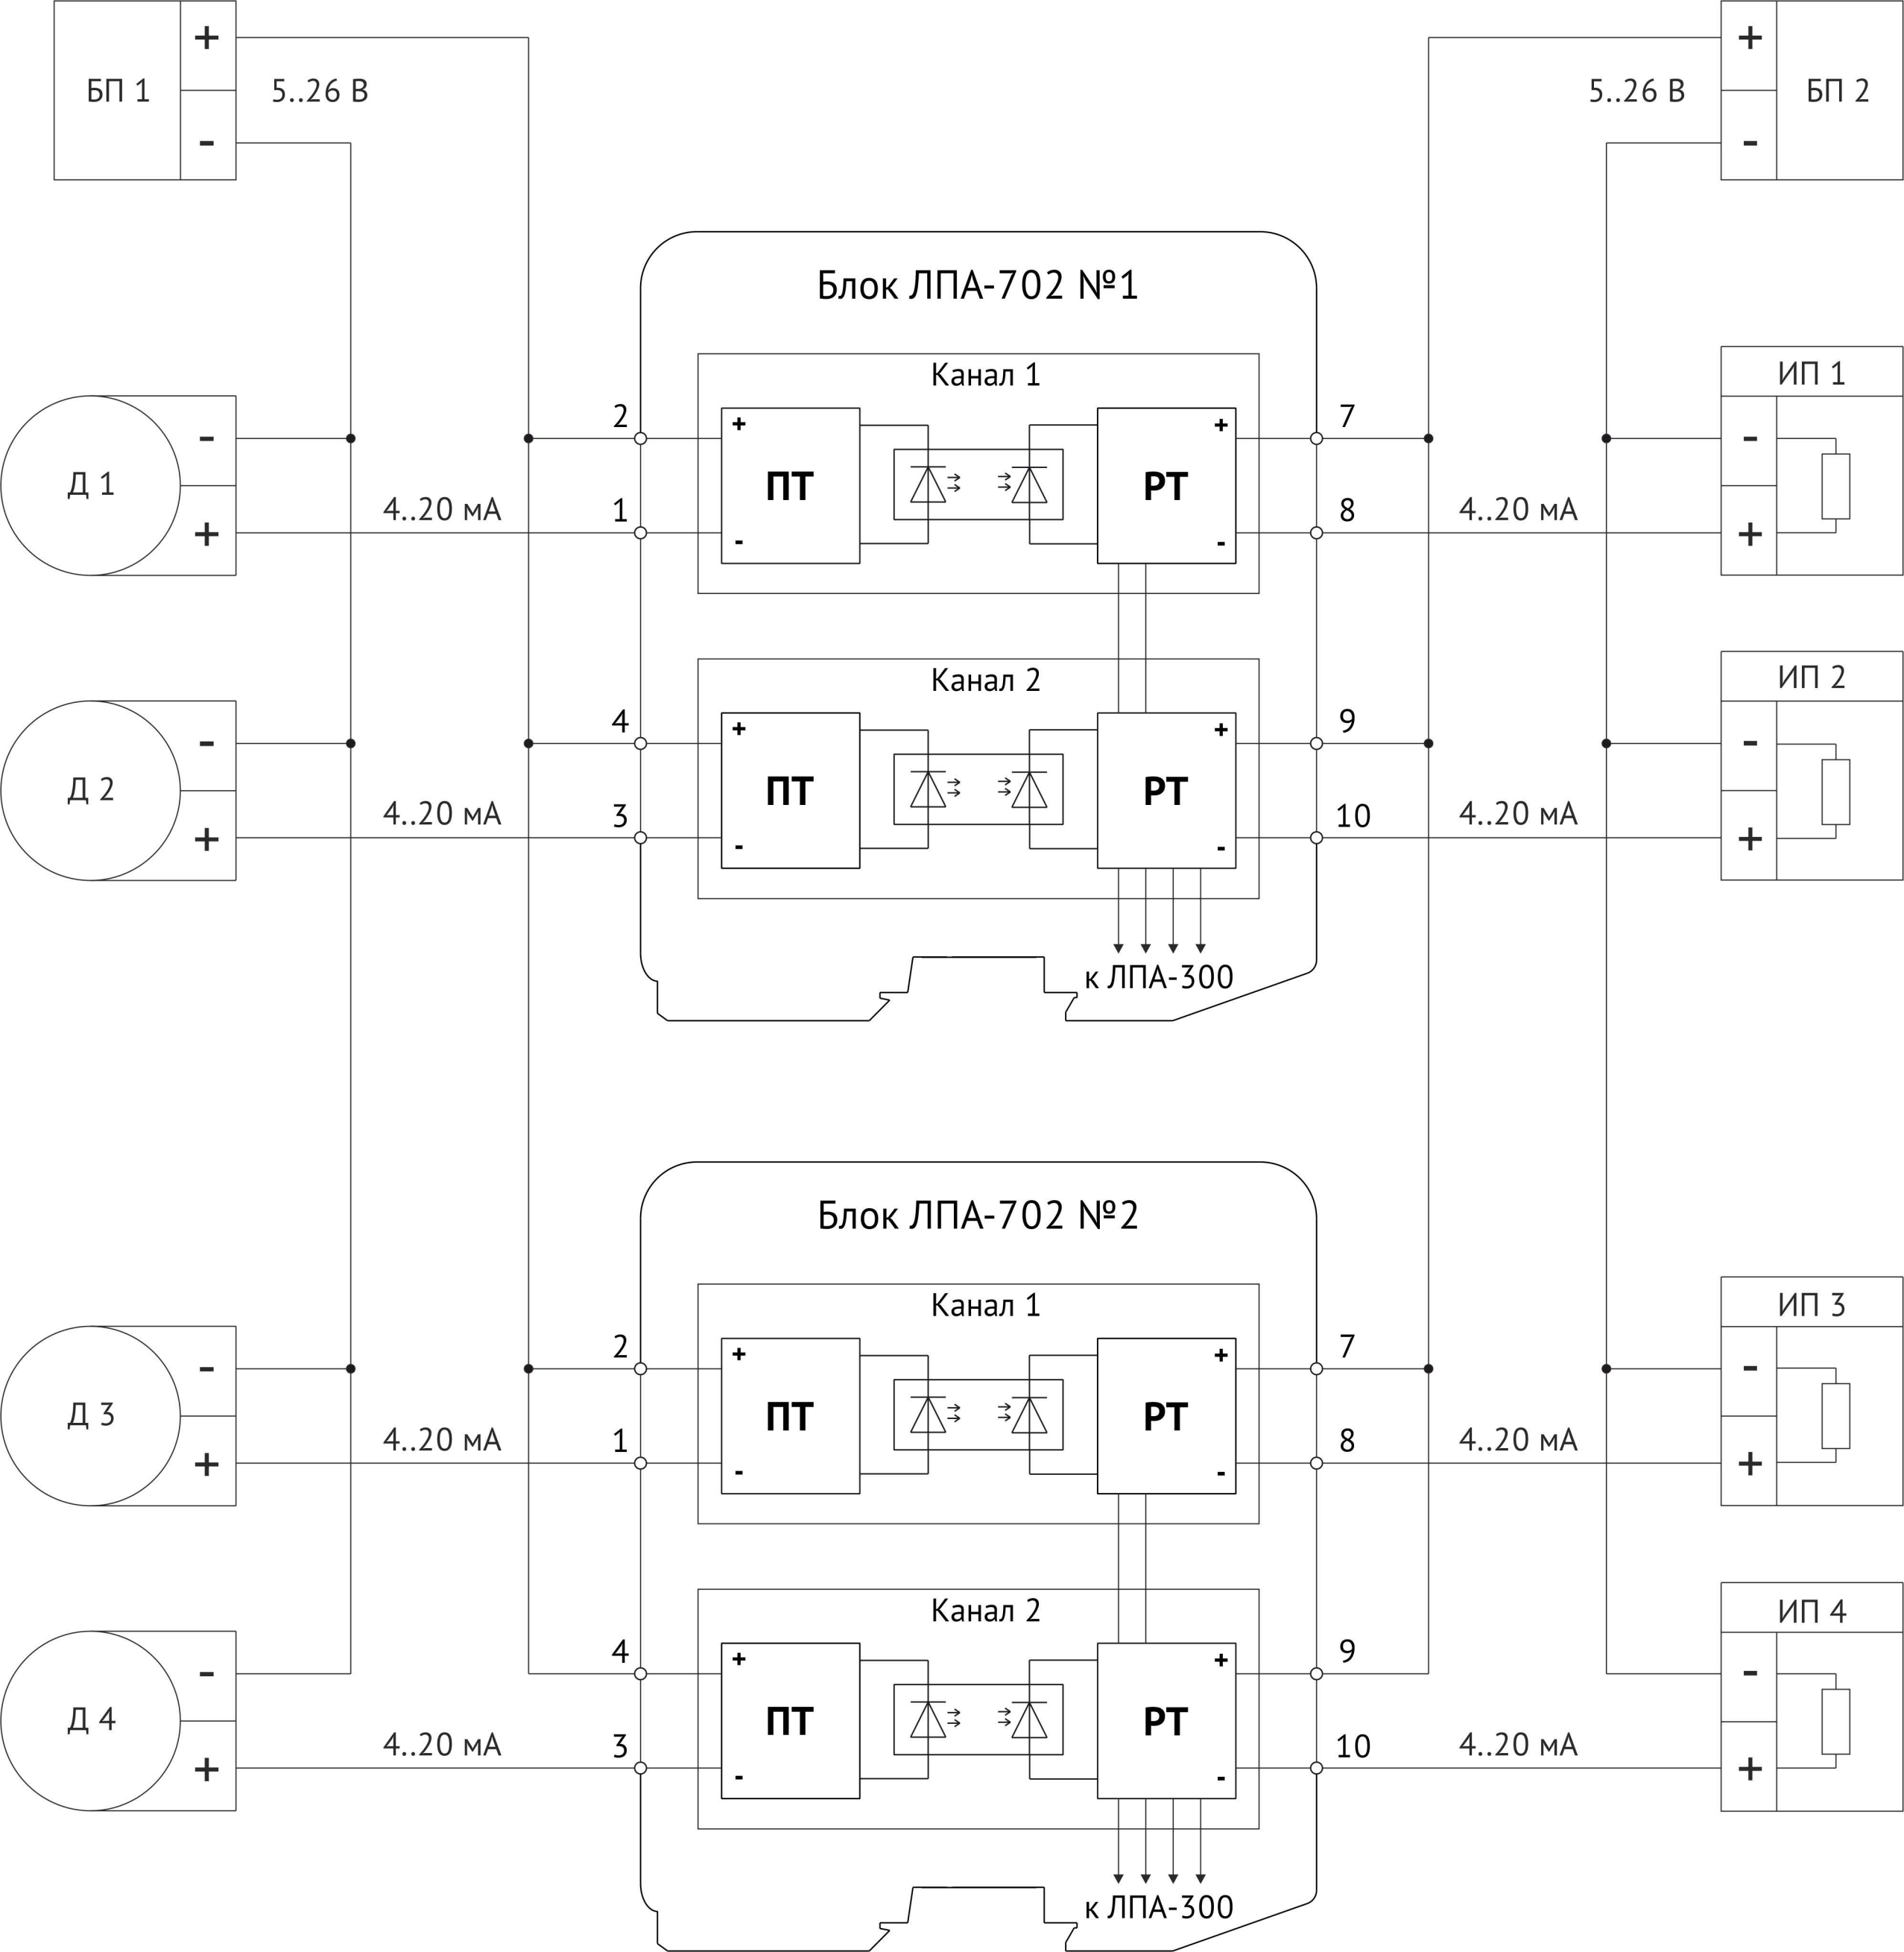 БП 1
+
-
5..26 В
5..26 В
+
-
БП 2
Блок ЛПА-702 №1
Канал 1
Д 1
-
+
4..20 мА
2
1
+
ПТ
-
+
РТ
-
7
8
4..20 мА
ИП 1
-
+
Канал 2
Д 2
-
+
4..20 мА
4
3
+
ПТ
-
+
РТ
-
9
10
4..20 мА
ИП 2
-
+
к ЛПА-300
Блок ЛПА-702 №2
Канал 1
Д 3
-
+
4..20 мА
2
1
+
ПТ
-
+
РТ
-
7
8
4..20 мА
ИП 3
-
+
Канал 2
Д 4
-
+
4..20 мА
4
3
+
ПТ
-
+
РТ
-
9
10
4..20 мА
ИП 4
-
+
к ЛПА-300